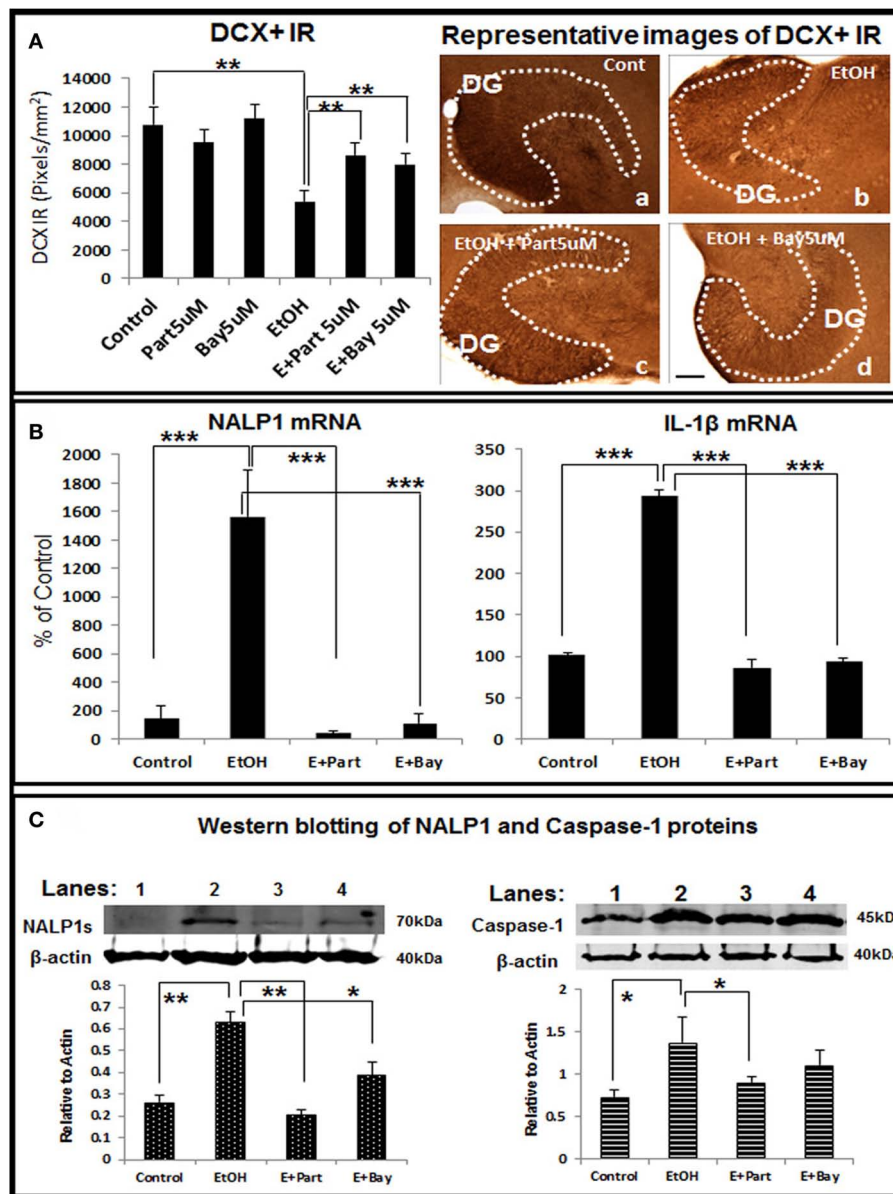 A
DCX+ IR
DCX IR (Pixels/mm²)
14000
12000
10000
8000
6000
4000
2000
0
**
**
**
Control
Part5uM
Bay5uM
EtOH
E+Part 5uM
E+Bay 5uM
Representative images of DCX+ IR
DG
Cont
a
EtOH
DG
b
EtOH + Part5uM
DG
c
EtOH + Bay5uM
DG
d
B
NALP1 mRNA
% of Control
2000
1800
1600
1400
1200
1000
800
600
400
200
0
***
***
***
Control
EtOH
E+Part
E+Bay
IL-1β mRNA
350
300
250
200
150
100
50
0
***
***
***
Control
EtOH
E+Part
E+Bay
C
Western blotting of NALP1 and Caspase-1 proteins
Lanes: 1 2 3 4
NALP1s 70kDa
β-actin 40kDa
Relative to Actin
0.8
0.7
0.6
0.5
0.4
0.3
0.2
0.1
0
**
**
*
Control
EtOH
E+Part
E+Bay
Lanes: 1 2 3 4
Caspase-1 45kD
β-actin 40kDa
Relative to Actin
2
1.5
1
0.5
0
*
*
Control
EtOH
E+Part
E+Bay